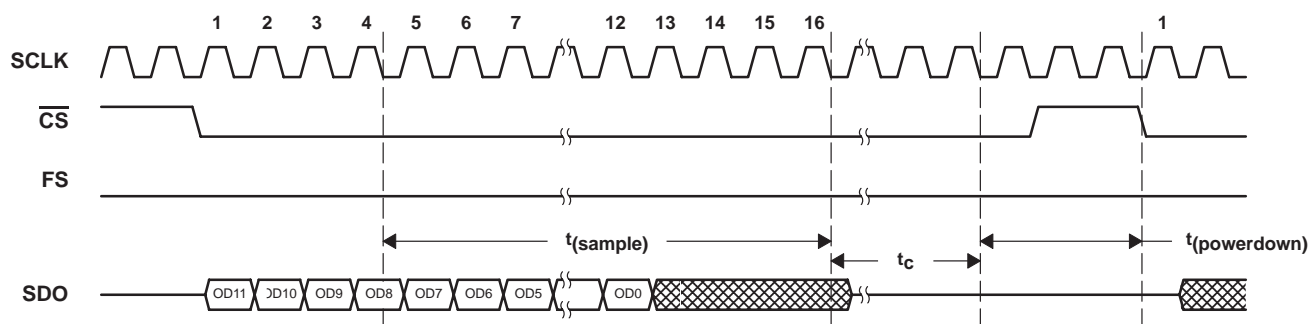 1 2 3 4 5 6 7 12 13 14 15 16 1
SCLK
CS
FS
t(sample)
t(powerdown)
tC
SDO
OD11 OD10 OD9 OD8 OD7 OD6 OD5 OD0